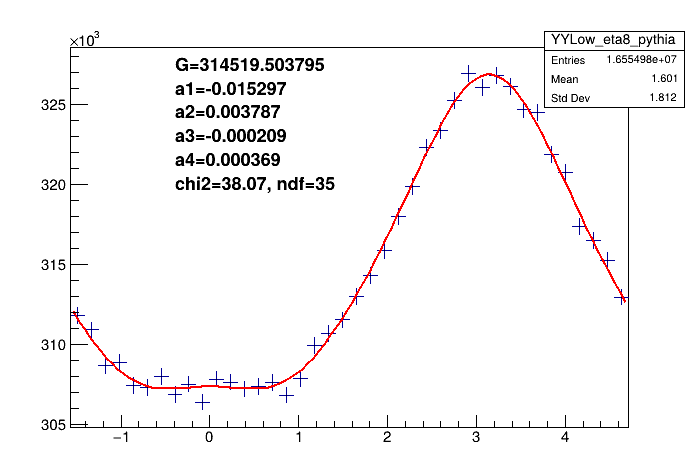 ×10³
YYLow_eta8_pythia
Entries 1.655498e+07
Mean 1.601
Std Dev 1.812
G=314519.503795
a1=-0.015297
a2=0.003787
a3=-0.000209
a4=0.000369
chi2=38.07, ndf=35
325
320
315
310
305
−1 0 1 2 3 4